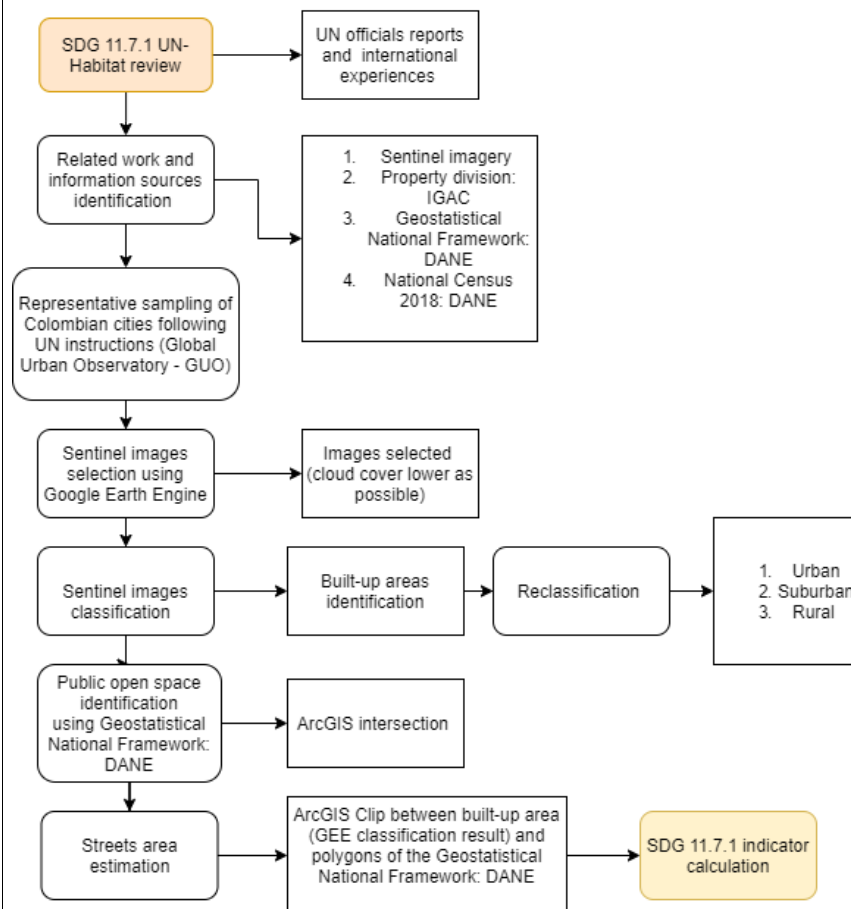 SDG 11.7.1 UN-
Habitat review
UN officials reports
and international
experiences
Related work and
information sources
identification
1. Sentinel imagery
2. Property division:
IGAC
3. Geostatistical
National Framework:
DANE
4. National Census
2018: DANE
Representative sampling of
Colombian cities following
UN instructions (Global
Urban Observatory - GUO)
Sentinel images
selection using
Google Earth Engine
Images selected
(cloud cover lower as
possible)
Sentinel images
classification
Built-up areas
identification
Reclassification
1. Urban
2. Suburban
3. Rural
Public open space
identification
using Geostatistical
National Framework:
DANE
ArcGIS intersection
Streets area
estimation
ArcGIS Clip between built-up area
(GEE classification result) and
polygons of the Geostatistical
National Framework: DANE
SDG 11.7.1 indicator
calculation